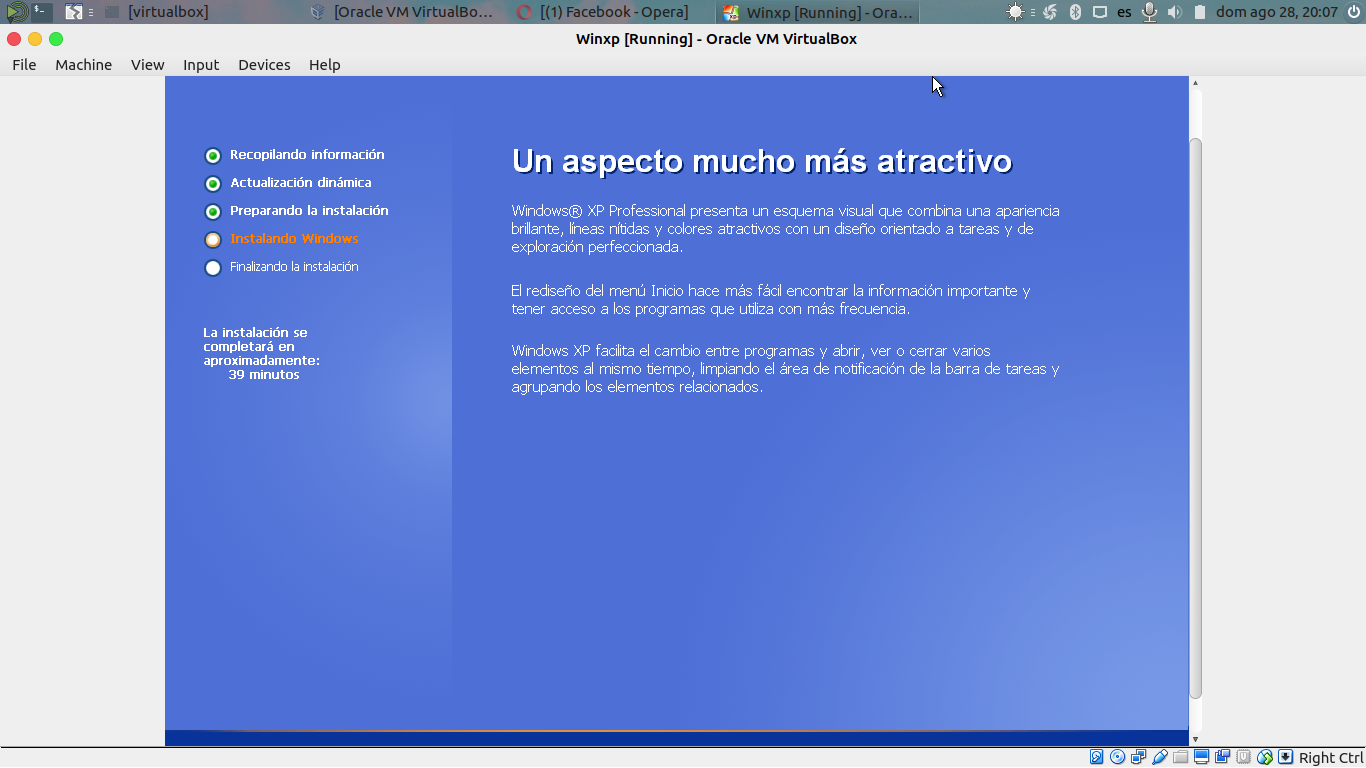 [virtualbox]
[Oracle VM VirtualBo...
[(1) Facebook - Opera]
Winxp [Running] - Ora...
es
dom ago 28, 20:07
Winxp [Running] - Oracle VM VirtualBox
File Machine View Input Devices Help
Recopilando información
Actualización dinámica
Preparando la instalación
Instalando Windows
Finalizando la instalación
La instalación se
completará en
aproximadamente:
39 minutos
Un aspecto mucho más atractivo
Windows® XP Professional presenta un esquema visual que combina una apariencia
brillante, líneas nítidas y colores atractivos con un diseño orientado a tareas y de
exploración perfeccionada.
El rediseño del menú Inicio hace más fácil encontrar la información importante y
tener acceso a los programas que utiliza con más frecuencia.
Windows XP facilita el cambio entre programas y abrir, ver o cerrar varios
elementos al mismo tiempo, limpiando el área de notificación de la barra de tareas y
agrupando los elementos relacionados.
Right Ctrl